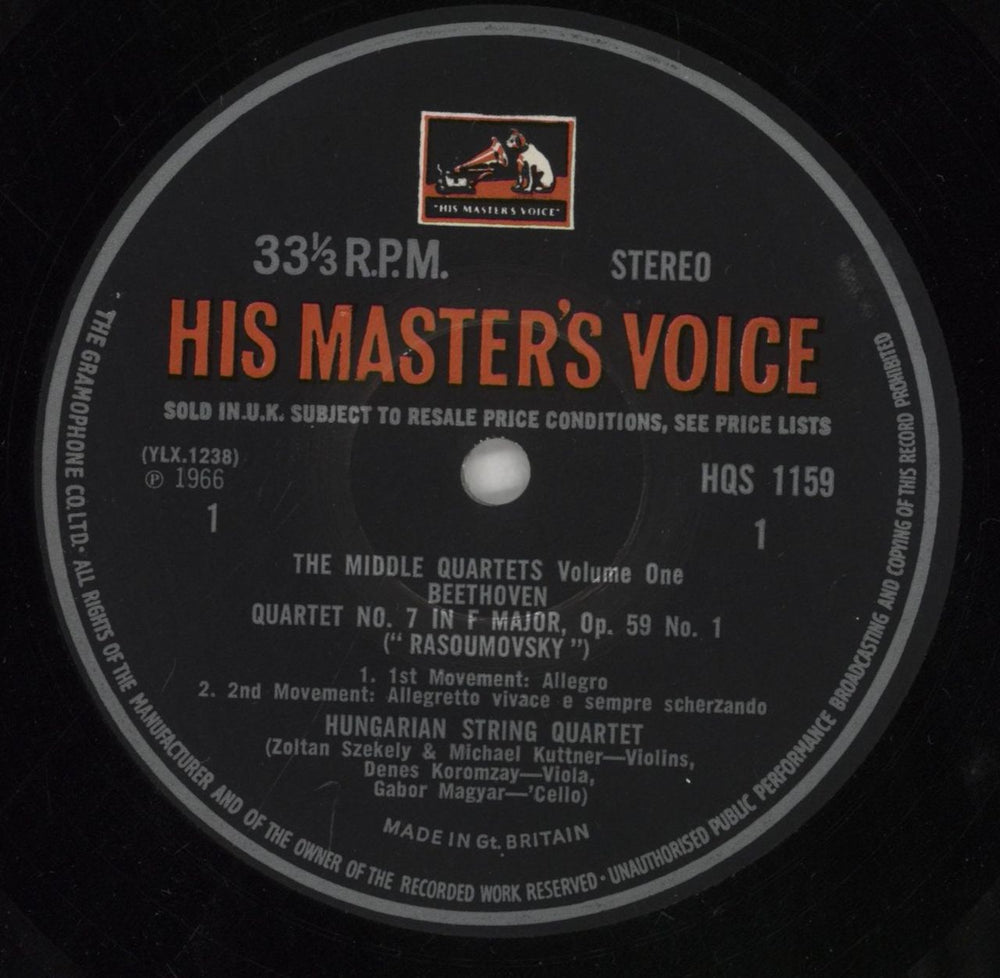 "HIS MASTER'S VOICE"
33⅓ R.P.M. STEREO
HIS MASTER'S VOICE
SOLD IN.U.K. SUBJECT TO RESALE PRICE CONDITIONS, SEE PRICE LISTS
(YLX.1238)
℗ 1966 HQS 1159
1 1
THE MIDDLE QUARTETS Volume One
BEETHOVEN
QUARTET NO. 7 IN F MAJOR, Op. 59 No. 1
(" RASOUMOVSKY ")
1. 1st Movement: Allegro
2. 2nd Movement: Allegretto vivace e sempre scherzando
HUNGARIAN STRING QUARTET
(Zoltan Szekely & Michael Kuttner—Violins,
Denes Koromzay—Viola,
Gabor Magyar—'Cello)
MADE IN Gt. BRITAIN
THE GRAMOPHONE CO. LTD. · ALL RIGHTS OF THE MANUFACTURER AND OF THE OWNER OF THE RECORDED WORK RESERVED · UNAUTHORISED PUBLIC PERFORMANCE BROADCASTING AND COPYING OF THIS RECORD PROHIBITED